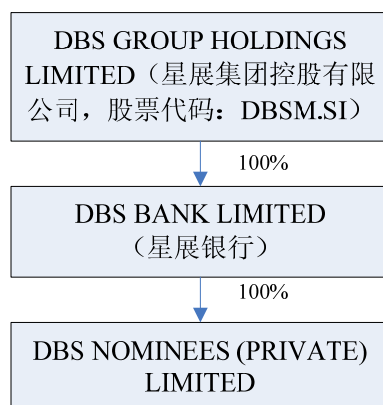 DBS GROUP HOLDINGS
LIMITED（星展集团控股有限
公司，股票代码：DBSM.SI）
100%
DBS BANK LIMITED
（星展银行）
100%
DBS NOMINEES (PRIVATE)
LIMITED